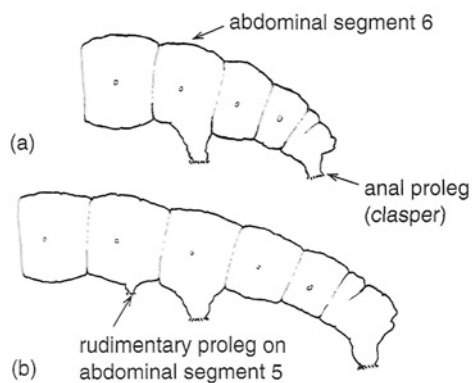 abdominal segment 6
(a)
anal proleg
(clasper)
rudimentary proleg on
abdominal segment 5
(b)